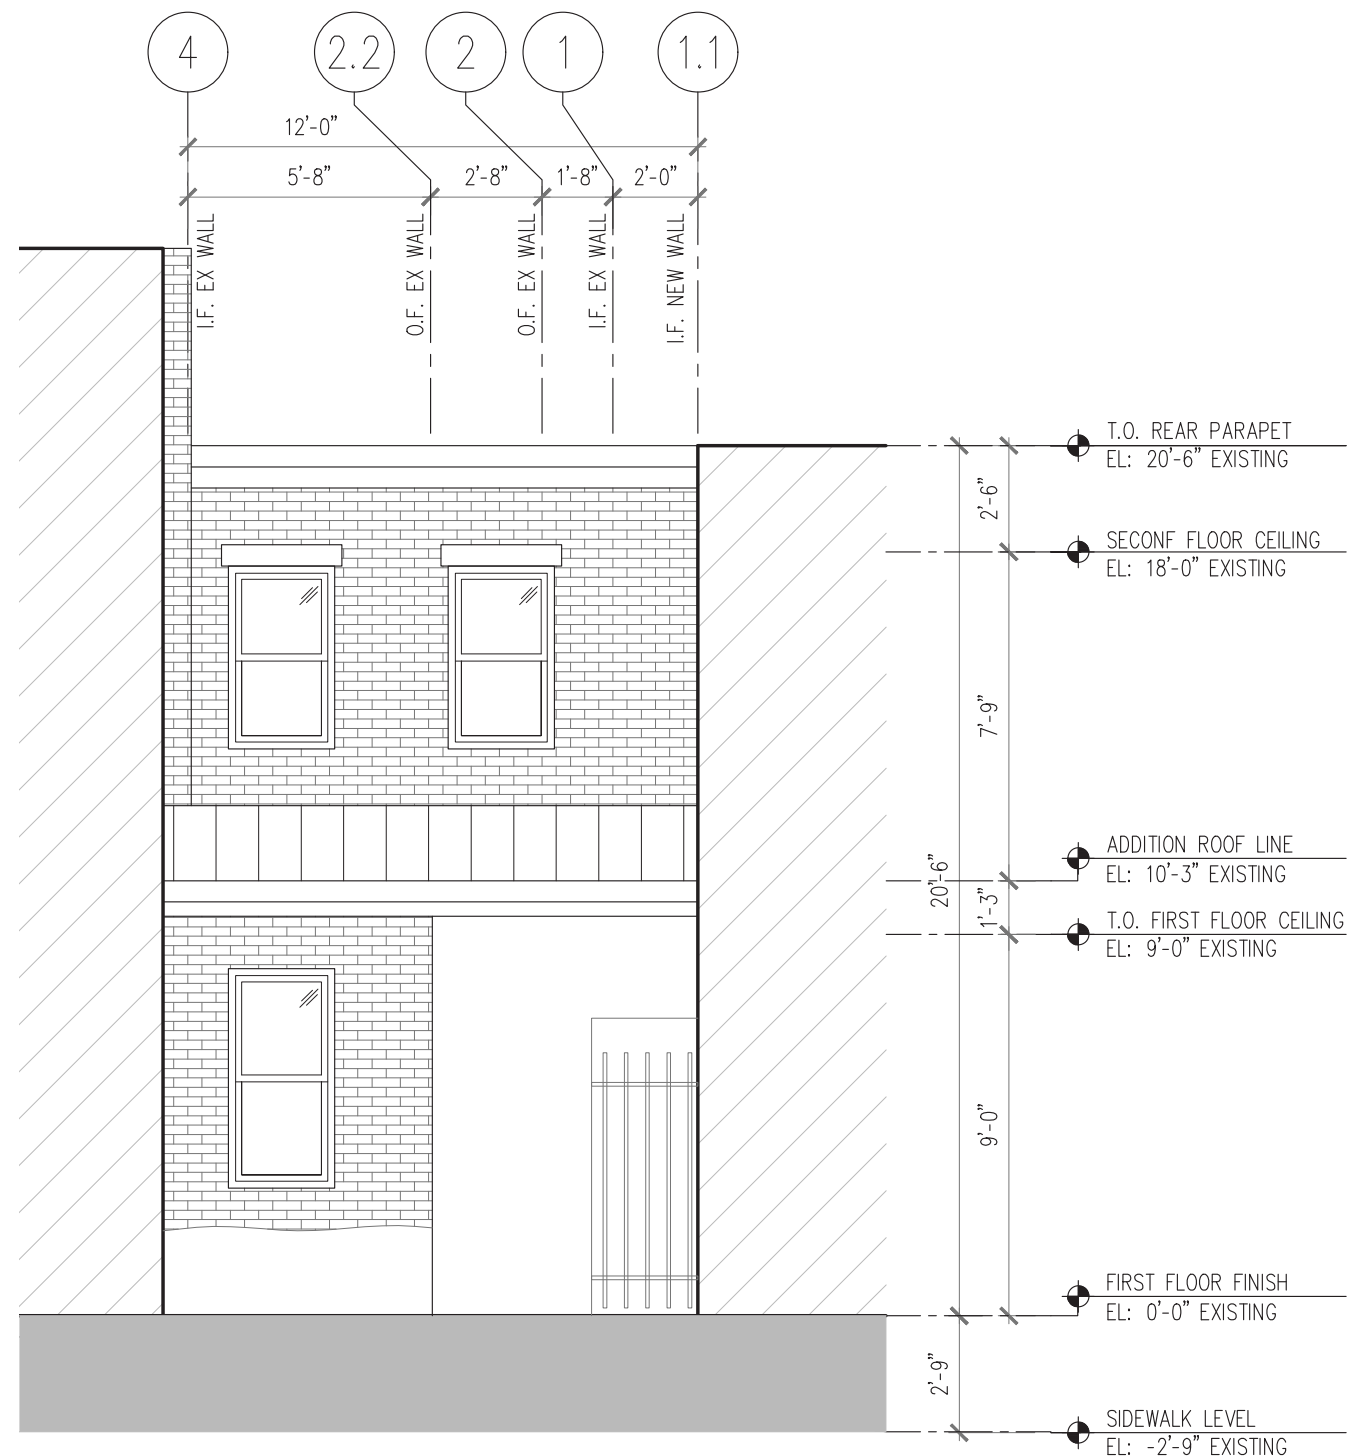 4
2.2
2
1
1.1
12'-0"
5'-8"
2'-8"
1'-8"
2'-0"
I.F. EX WALL
O.F. EX WALL
O.F. EX WALL
I.F. EX WALL
I.F. NEW WALL
T.O. REAR PARAPET
EL: 20'-6" EXISTING
2'-6"
SECONF FLOOR CEILING
EL: 18'-0" EXISTING
7'-9"
ADDITION ROOF LINE
EL: 10'-3" EXISTING
20'-6"
1'-3"
T.O. FIRST FLOOR CEILING
EL: 9'-0" EXISTING
9'-0"
FIRST FLOOR FINISH
EL: 0'-0" EXISTING
2'-9"
SIDEWALK LEVEL
EL: -2'-9" EXISTING